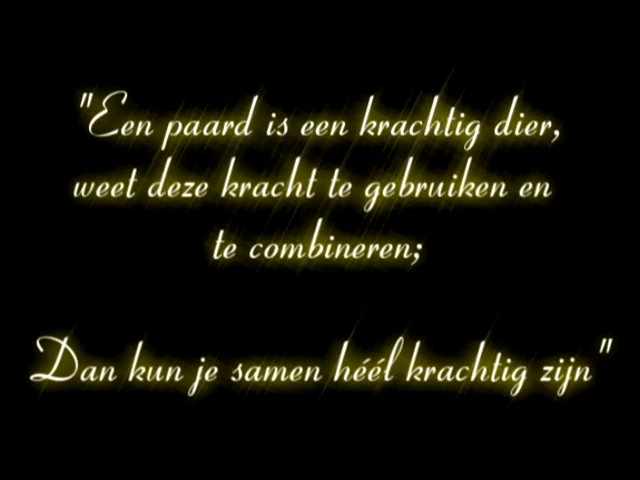 "Een paard is een krachtig dier,
weet deze kracht te gebruiken en
te combineren;
Dan kun je samen héél krachtig zijn"